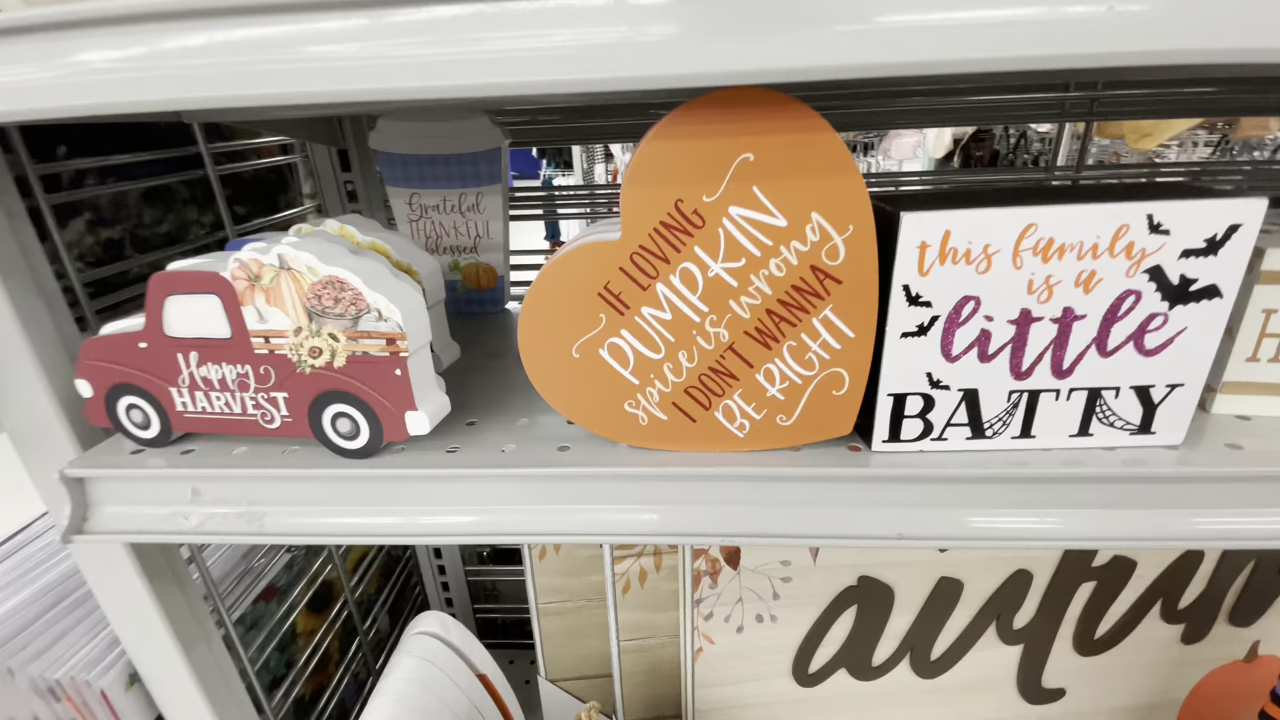 Happy
HARVEST
Grateful
THANKFUL
blessed
IF LOVING
PUMPKIN
spice is wrong
I DON'T WANNA
BE RIGHT
this family
is a
little
BATTY
H
autum